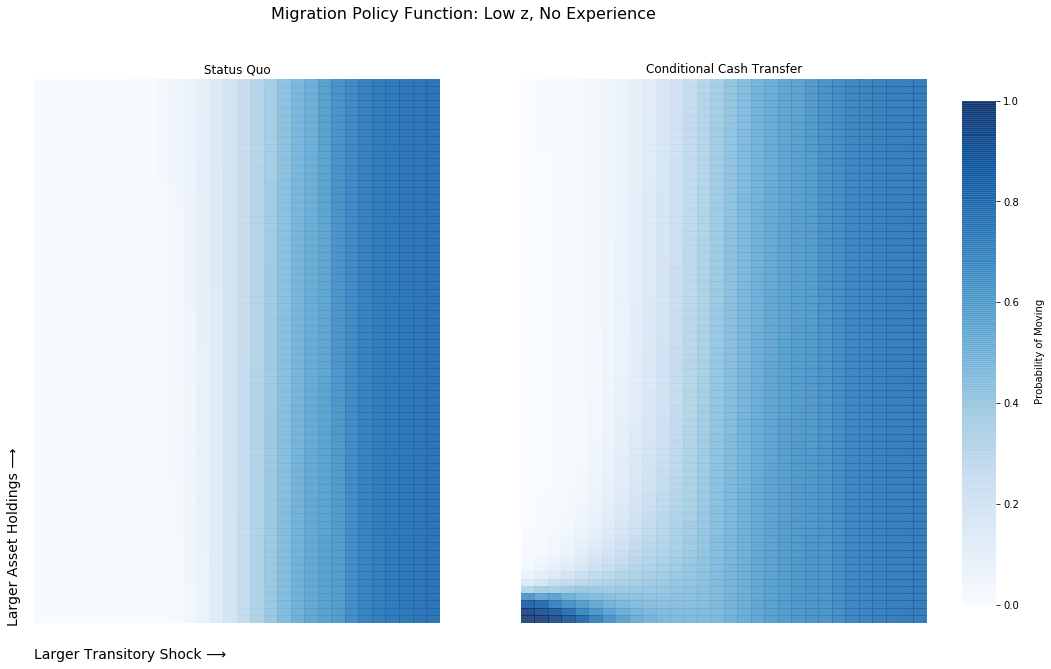 Migration Policy Function: Low z, No Experience
Status Quo
Conditional Cash Transfer
1.0
0.8
0.6
0.4
0.2
0.0
Probability of Moving
Larger Asset Holdings ⟶
Larger Transitory Shock ⟶